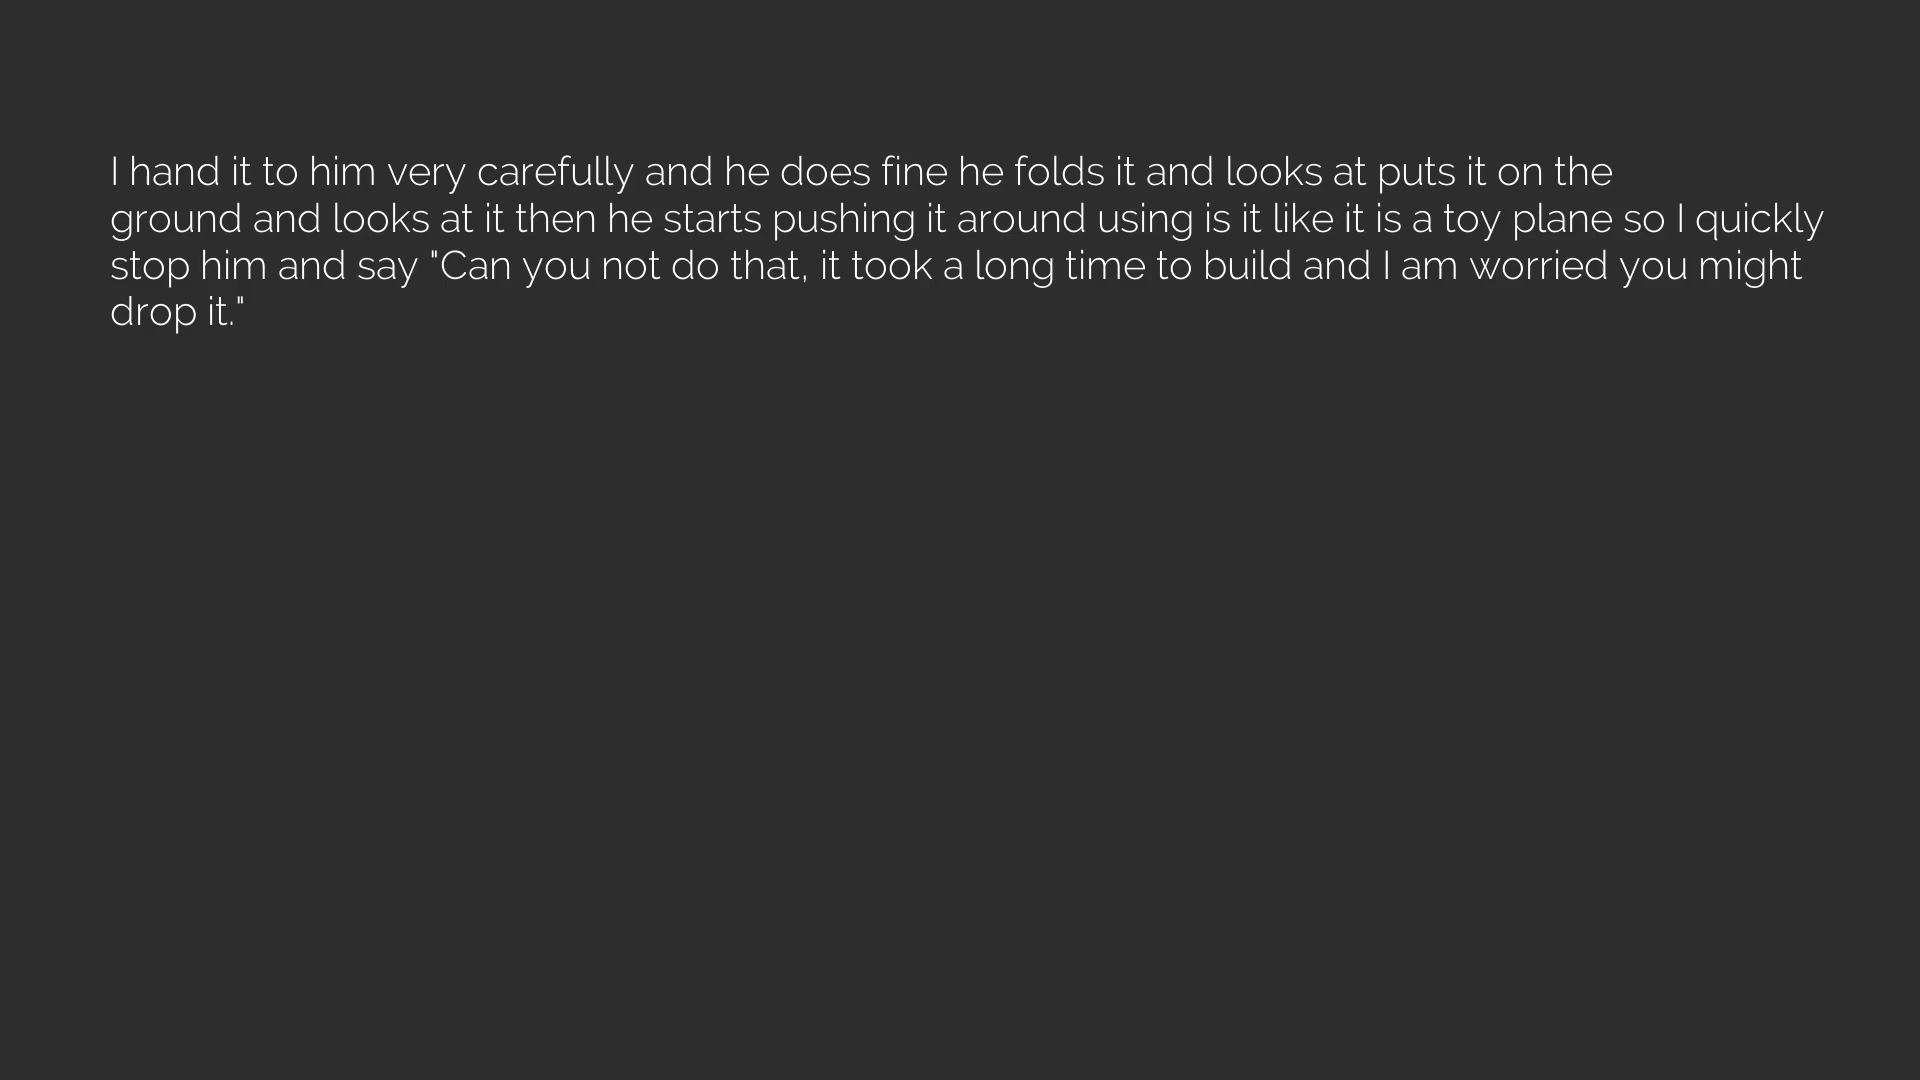 I hand it to him very carefully and he does fine he folds it and looks at puts it on the
ground and looks at it then he starts pushing it around using is it like it is a toy plane so I quickly
stop him and say "Can you not do that, it took a long time to build and I am worried you might
drop it."